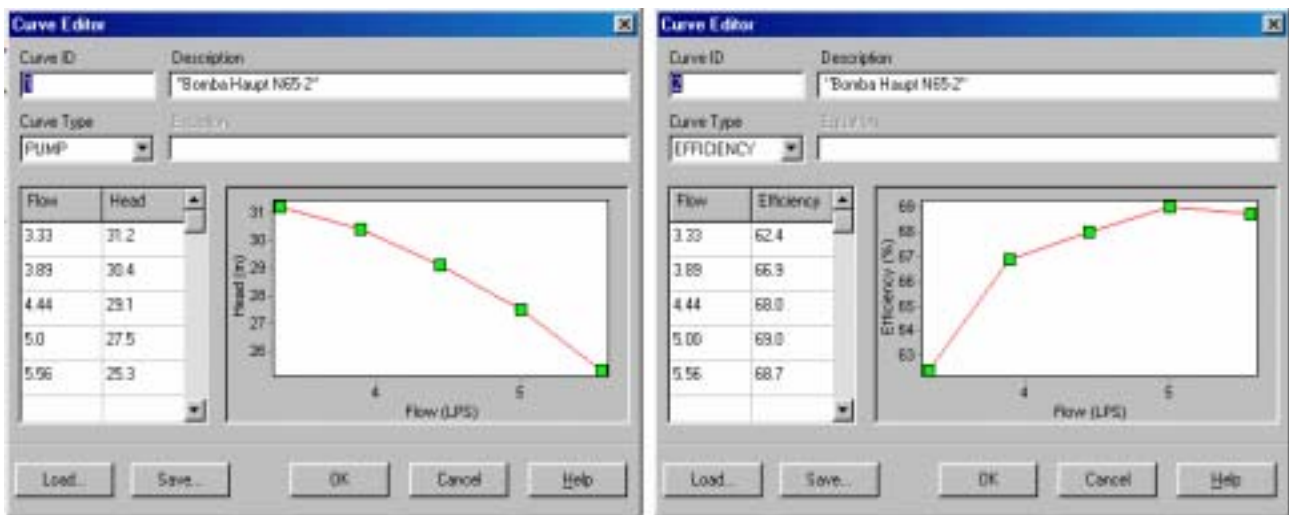 Curve Editor
Curve ID Description
1 "Bomba Haupt N65-2"
Curve Type Equation
PUMP
Flow Head
3.33 31.2
3.89 30.4
4.44 29.1
5.0 27.5
5.56 25.3
31
30
29
28
27
26
Head (m)
4 5
Flow (LPS)
Load... Save... OK Cancel Help
Curve Editor
Curve ID Description
2 "Bomba Haupt N65-2"
Curve Type Equation
EFFICIENCY
Flow Efficiency
3.33 62.4
3.89 66.9
4.44 68.0
5.00 69.0
5.56 68.7
69
68
67
66
65
64
63
Efficiency (%)
4 5
Flow (LPS)
Load... Save... OK Cancel Help